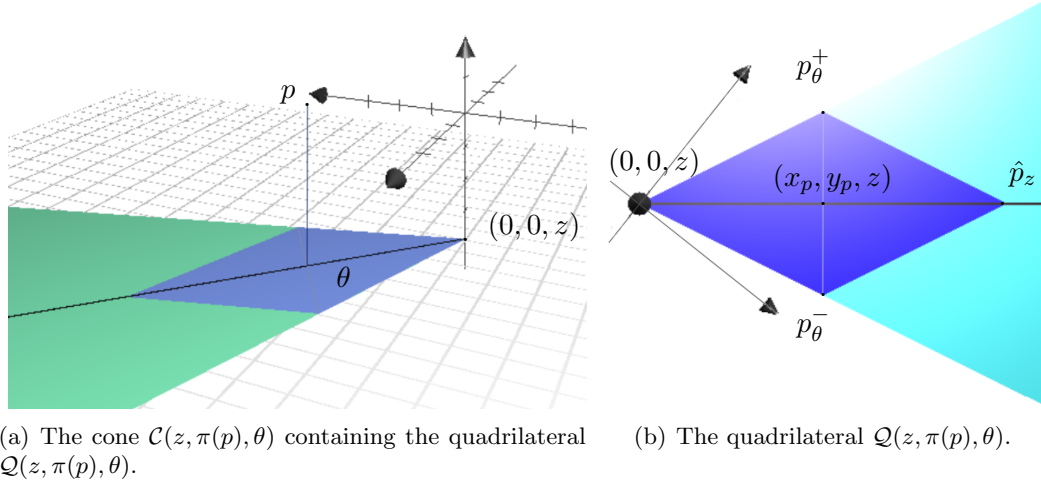 p
(0, 0, z)
θ
p_θ^+
(0, 0, z)
(x_p, y_p, z)
p̂_z
p_θ^-
(a) The cone 𝒞(z, π(p), θ) containing the quadrilateral
𝒬(z, π(p), θ).
(b) The quadrilateral 𝒬(z, π(p), θ).